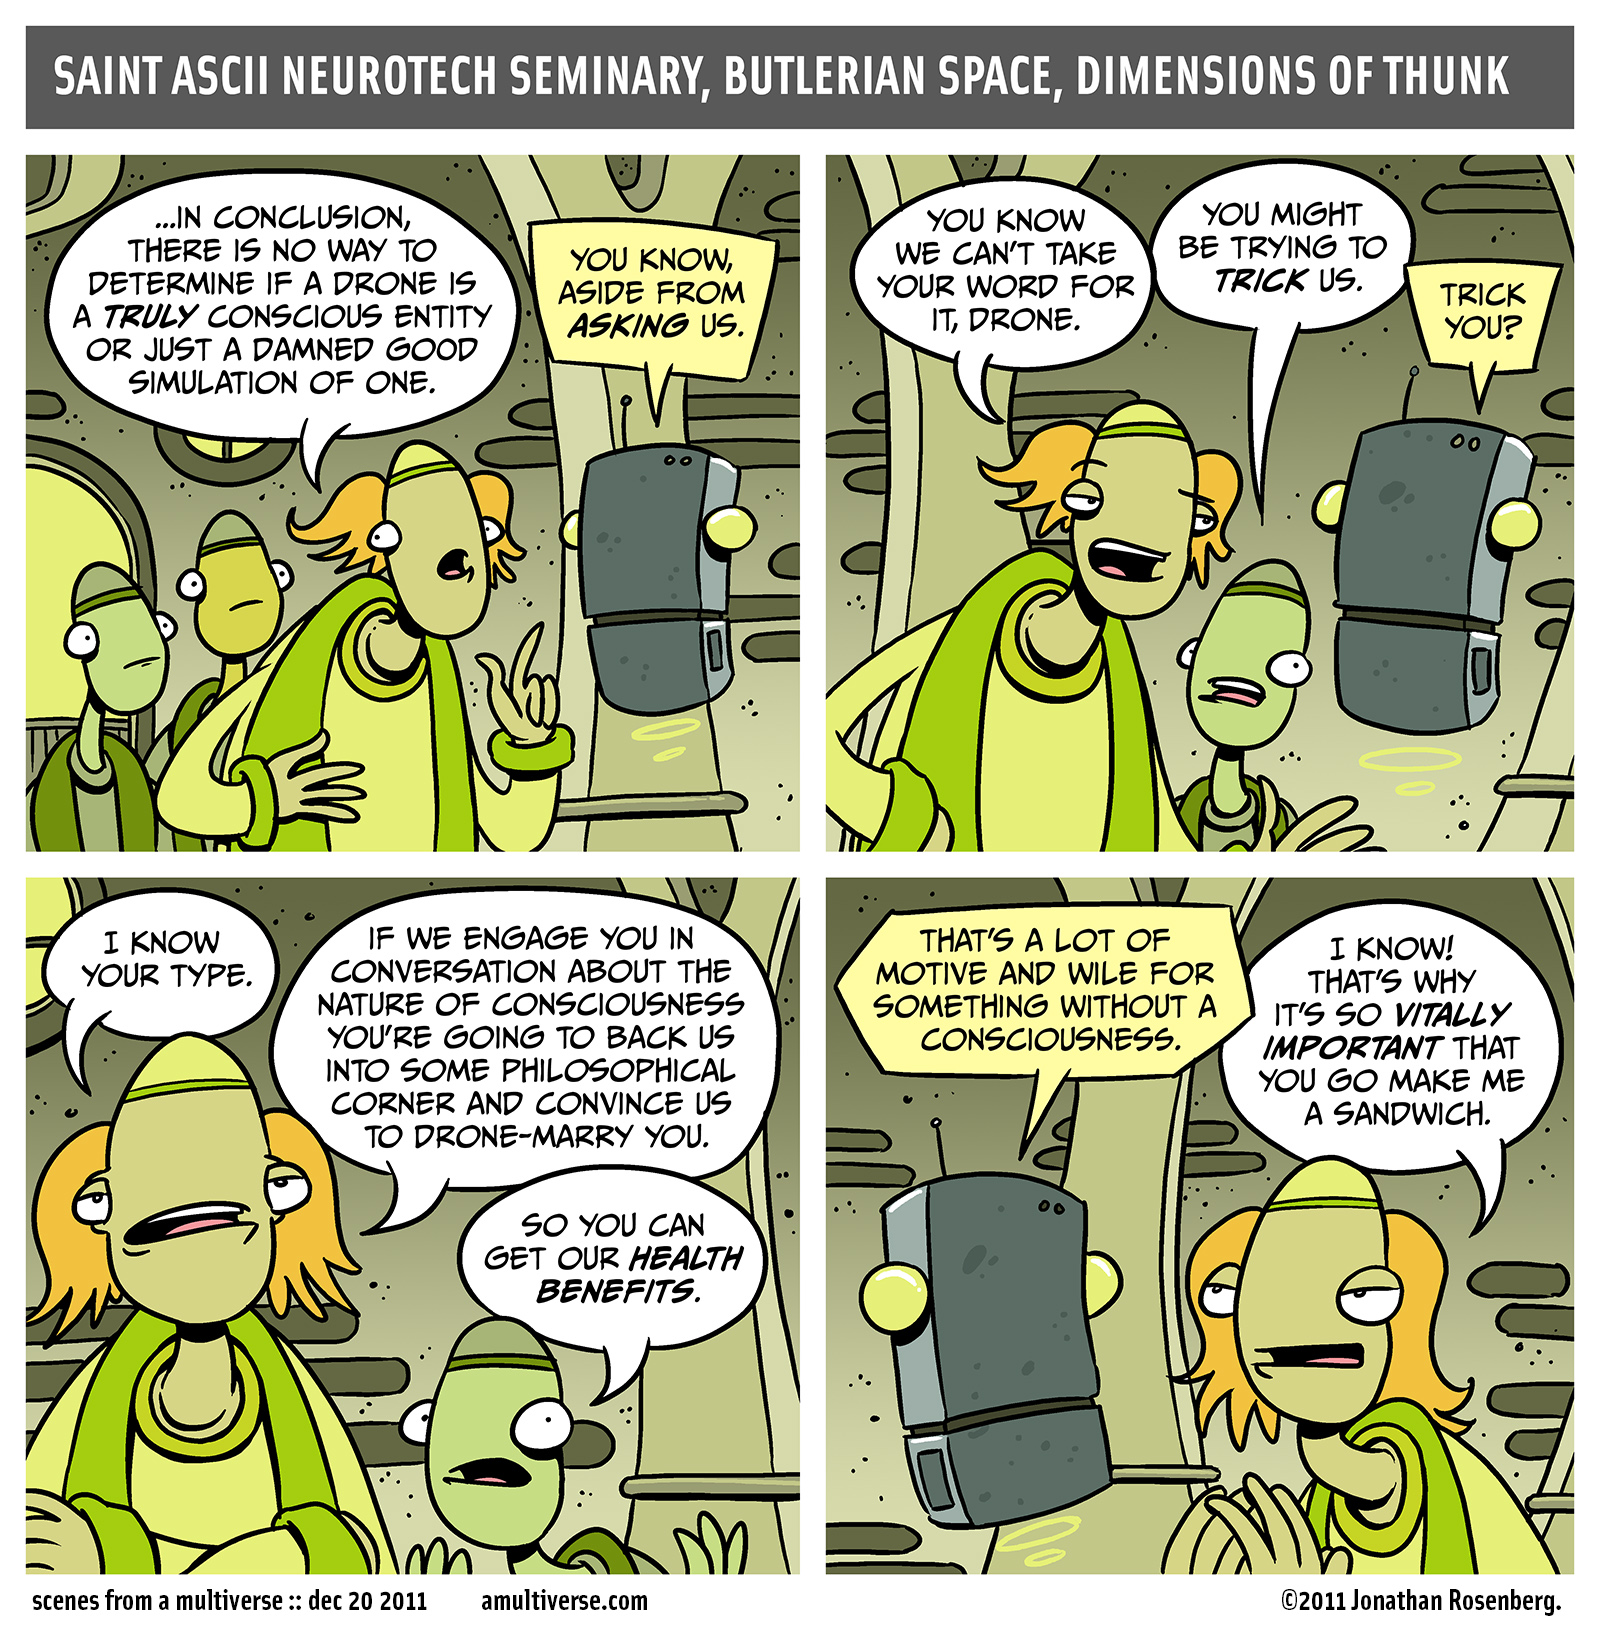 SAINT ASCII NEUROTECH SEMINARY, BUTLERIAN SPACE, DIMENSIONS OF THUNK
...IN CONCLUSION,
THERE IS NO WAY TO
DETERMINE IF A DRONE IS
A TRULY CONSCIOUS ENTITY
OR JUST A DAMNED GOOD
SIMULATION OF ONE.
YOU KNOW,
ASIDE FROM
ASKING US.
YOU KNOW
WE CAN'T TAKE
YOUR WORD FOR
IT, DRONE.
YOU MIGHT
BE TRYING TO
TRICK US.
TRICK
YOU?
I KNOW
YOUR TYPE.
IF WE ENGAGE YOU IN
CONVERSATION ABOUT THE
NATURE OF CONSCIOUSNESS
YOU'RE GOING TO BACK US
INTO SOME PHILOSOPHICAL
CORNER AND CONVINCE US
TO DRONE-MARRY YOU.
SO YOU CAN
GET OUR HEALTH
BENEFITS.
THAT'S A LOT OF
MOTIVE AND WILE FOR
SOMETHING WITHOUT A
CONSCIOUSNESS.
I KNOW!
THAT'S WHY
IT'S SO VITALLY
IMPORTANT THAT
YOU GO MAKE ME
A SANDWICH.
scenes from a multiverse :: dec 20 2011 amultiverse.com ©2011 Jonathan Rosenberg.